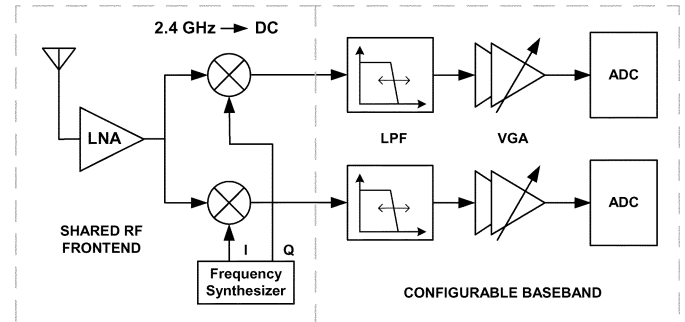 2.4 GHz → DC
LNA
LPF
VGA
ADC
SHARED RF
FRONTEND
I
Q
Frequency
Synthesizer
ADC
CONFIGURABLE BASEBAND